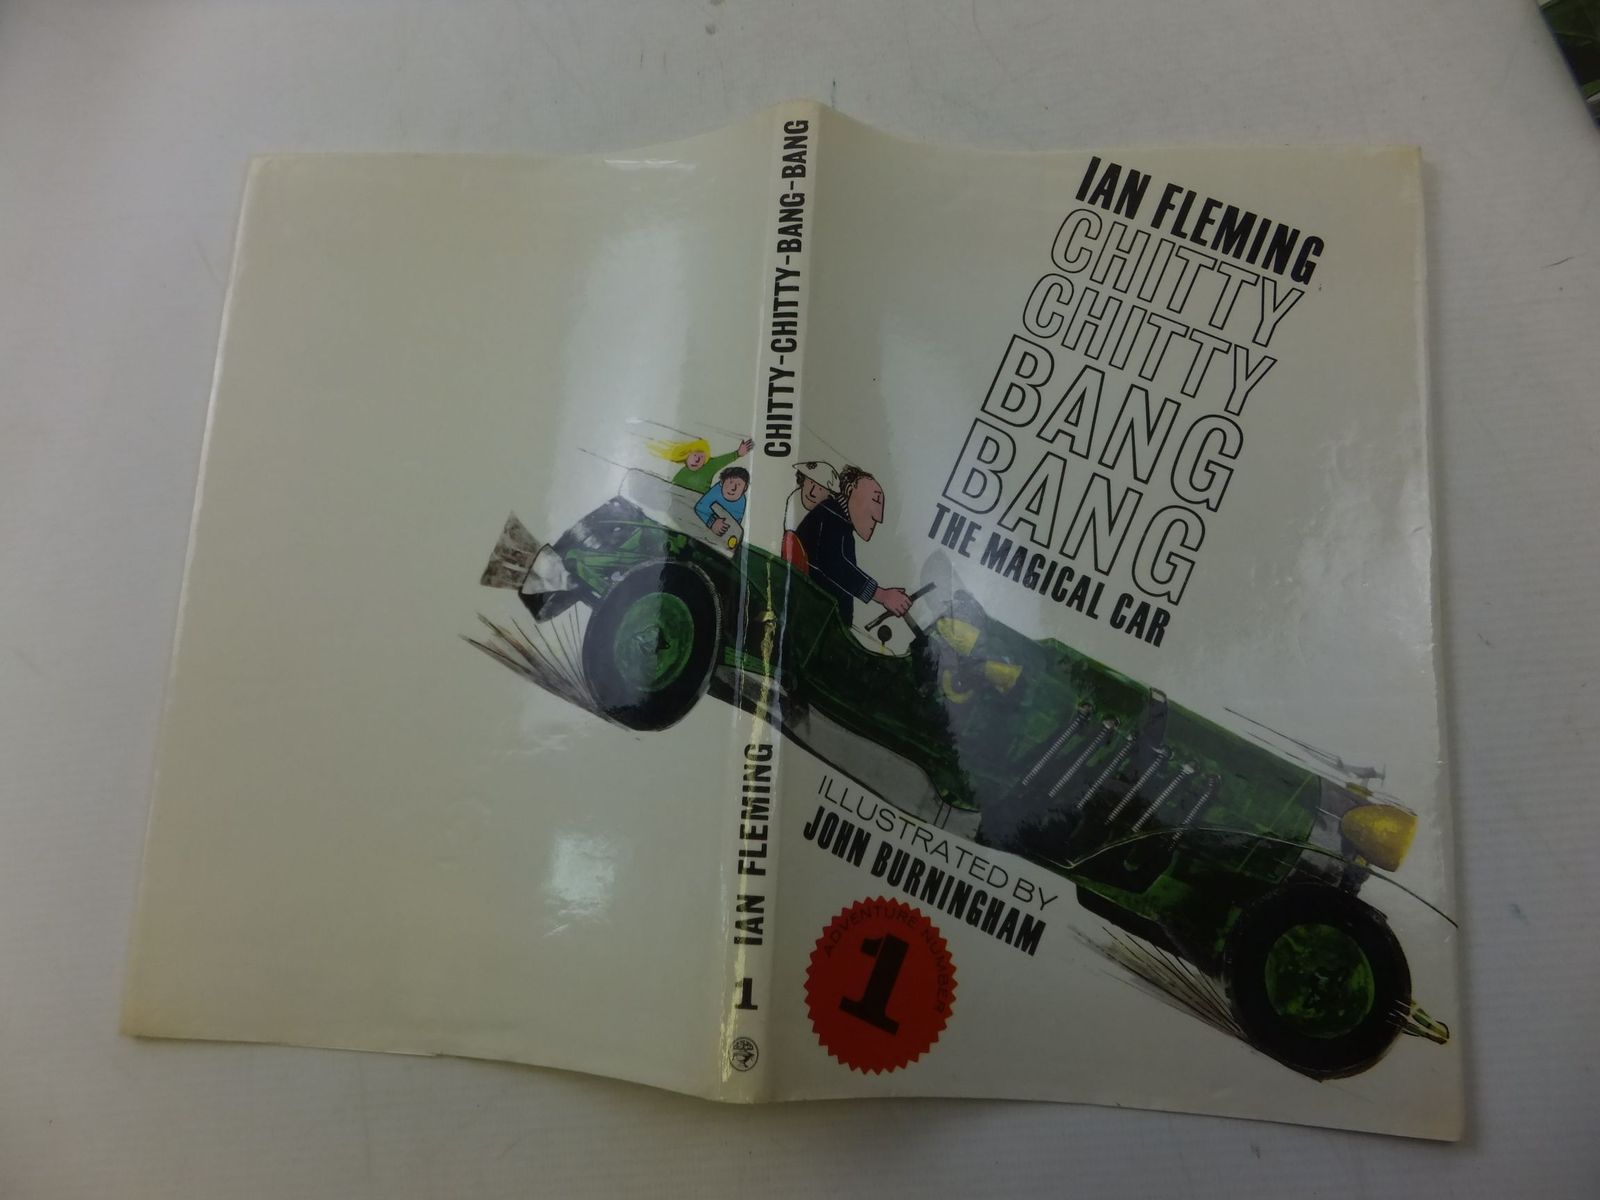 CHITTY-CHITTY-BANG-BANG
IAN FLEMING
1
IAN FLEMING
CHITTY
CHITTY
BANG
BANG
THE MAGICAL CAR
ILLUSTRATED BY
JOHN BURNINGHAM
ADVENTURE NUMBER
1